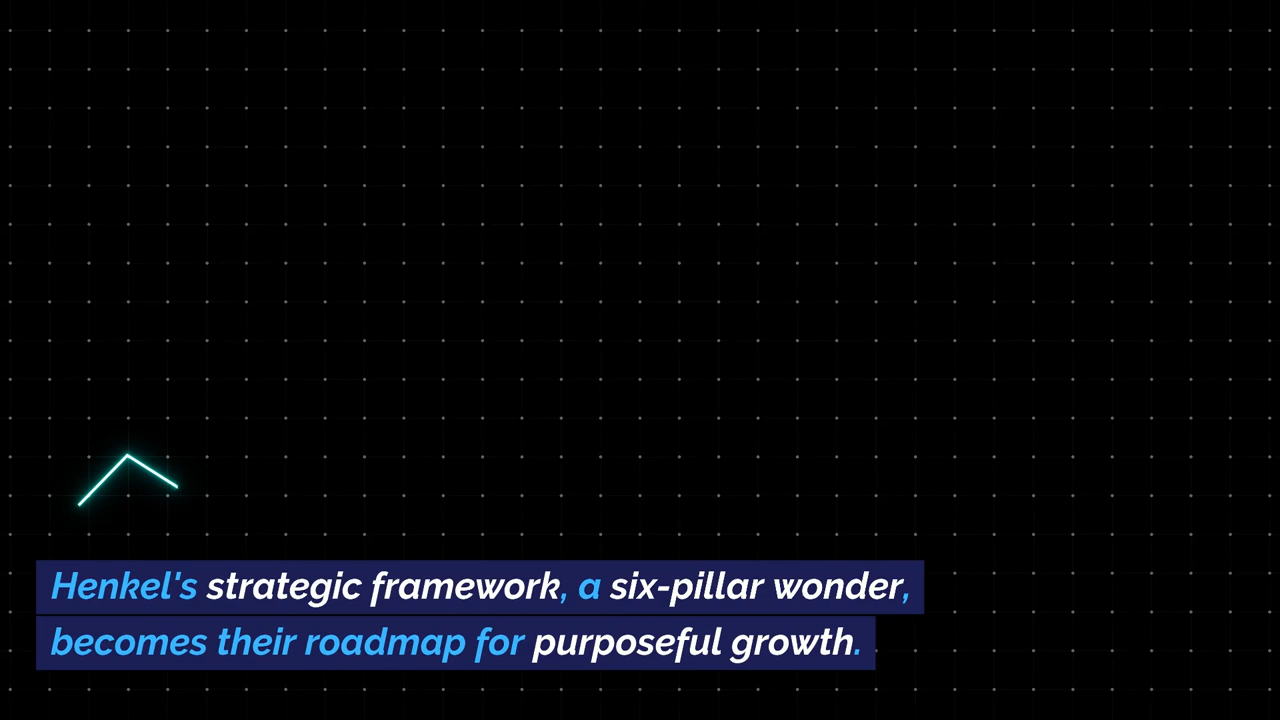 Henkel's strategic framework, a six-pillar wonder,
becomes their roadmap for purposeful growth.